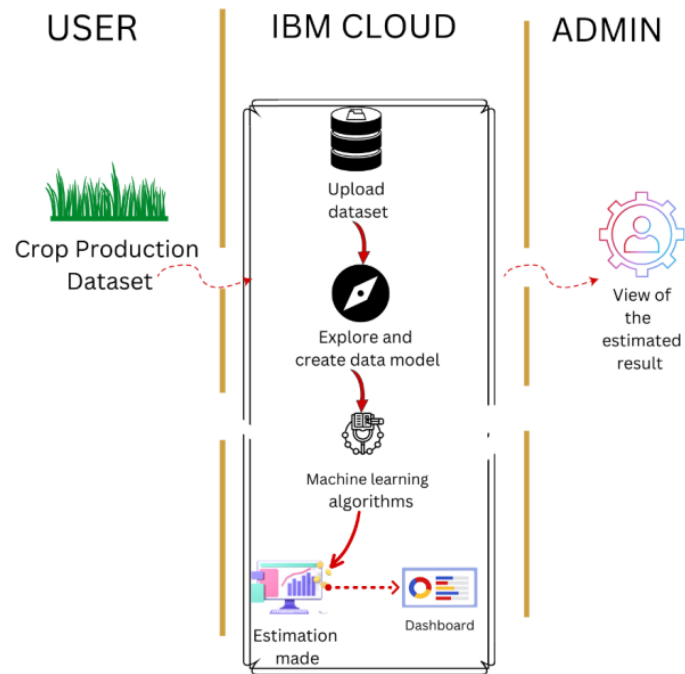 USER
IBM CLOUD
ADMIN
Upload
dataset
Crop Production
Dataset
Explore and
create data model
View of
the
estimated
result
Machine learning
algorithms
Estimation
made
Dashboard